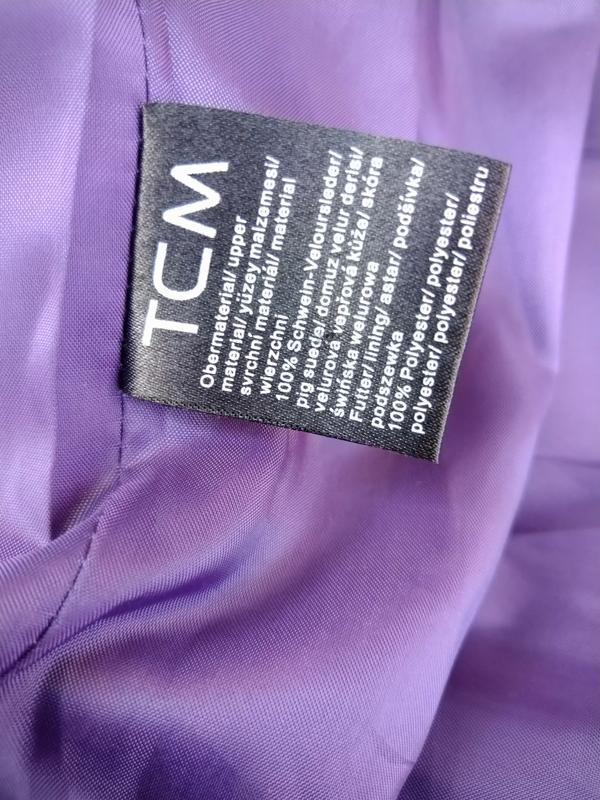 TCM
Obermaterial/ upper
material/ yüzey malzemesi/
svrchní materiál/ material
wierzchni
100% Schwein-Veloursleder/
pig suede/ domuz velur derisi/
velurová vepřová kůže/ skóra
świńska welurowa
Futter/ lining/ astar/ podšívka/
podszewka
100% Polyester/ polyester/
polyester/ polyester/ poliestru